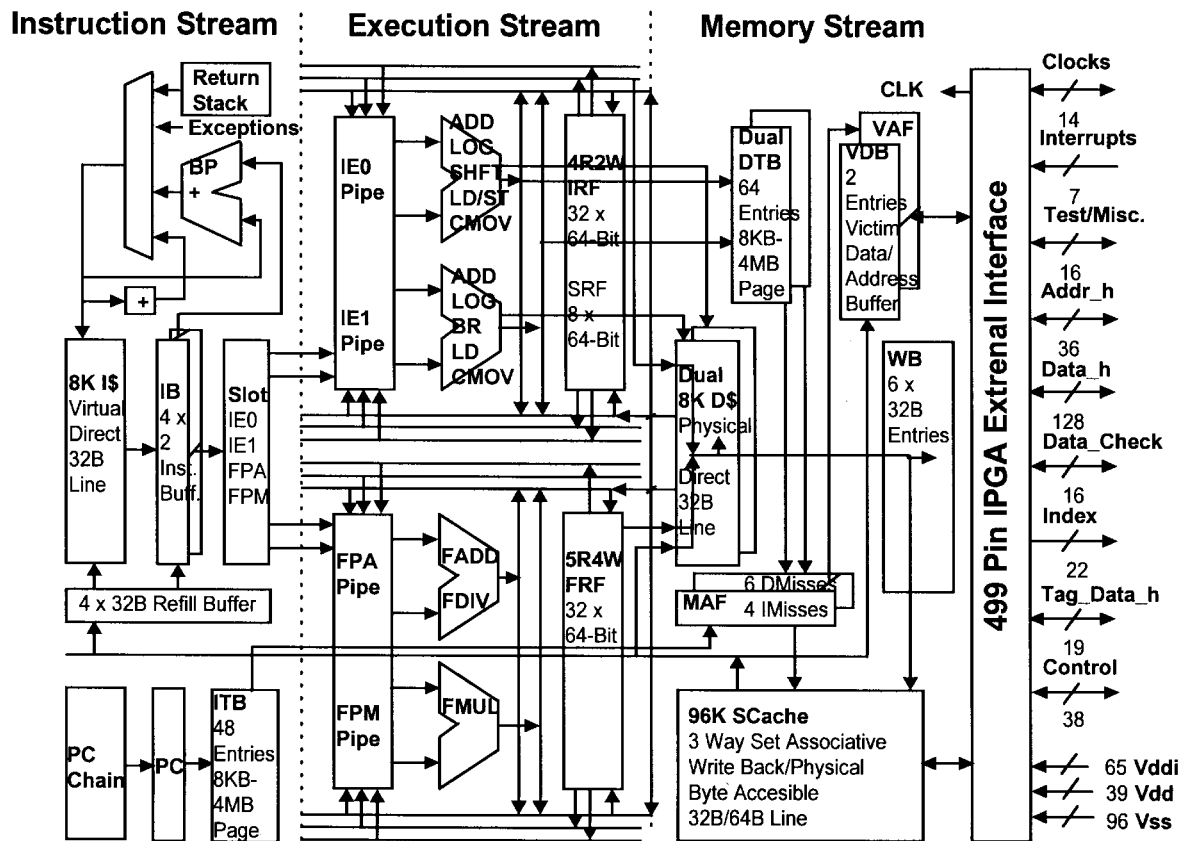 Instruction Stream
Execution Stream
Memory Stream
Return
Stack
Exceptions
BP
+
+
8K I$
Virtual
Direct
32B
Line
IB
4 x
2
Inst.
Buff.
Slot
IE0
IE1
FPA
FPM
4 x 32B Refill Buffer
PC
Chain
PC
ITB
48
Entries
8KB-
4MB
Page
IE0
Pipe
IE1
Pipe
ADD
LOG
SHFT
LD/ST
CMOV
ADD
LOG
BR
LD
CMOV
4R2W
IRF
32 x
64-Bit
SRF
8 x
64-Bit
FPA
Pipe
FPM
Pipe
FADD
FDIV
FMUL
5R4W
FRF
32 x
64-Bit
Dual
DTB
64
Entries
8KB-
4MB
Page
Dual
8K D$
Physical
Direct
32B
Line
6 DMisses
MAF
4 IMisses
96K SCache
3 Way Set Associative
Write Back/Physical
Byte Accesible
32B/64B Line
CLK
VAF
VDB
2
Entries
Victim
Data/
Address
Buffer
WB
6 x
32B
Entries
499 Pin IPGA Extrenal Interface
Clocks
14
Interrupts
7
Test/Misc.
16
Addr_h
36
Data_h
128
Data_Check
16
Index
22
Tag_Data_h
19
Control
38
65 Vddi
39 Vdd
96 Vss